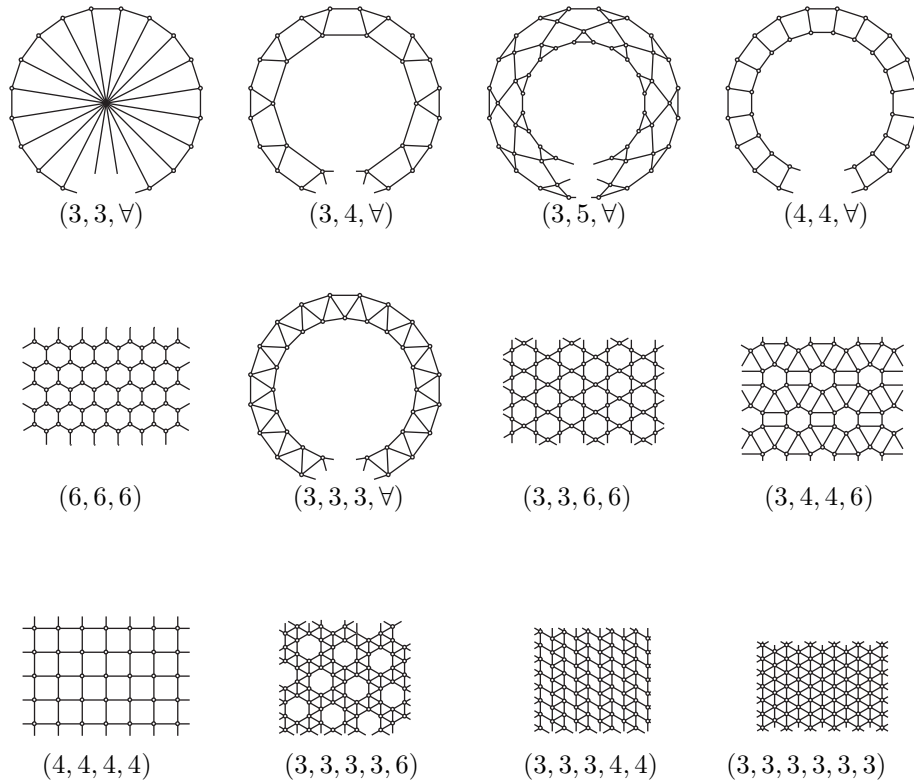 (3, 3, ∀) (3, 4, ∀) (3, 5, ∀) (4, 4, ∀)
(6, 6, 6) (3, 3, 3, ∀) (3, 3, 6, 6) (3, 4, 4, 6)
(4, 4, 4, 4) (3, 3, 3, 3, 6) (3, 3, 3, 4, 4) (3, 3, 3, 3, 3, 3)